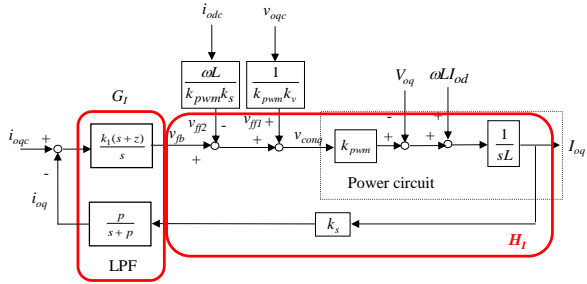 i_odc
v_oqc
ωL
k_pwm k_s
1
k_pwm k_v
V_oq
ωLI_od
G_I
i_oqc
+
-
k_1(s+z)
s
v_fb
v_ff2
-
+
v_ff1
+
+
v_conq
k_pwm
-
+
+
+
1
sL
I_oq
Power circuit
i_oq
p
s+p
k_s
LPF
H_I